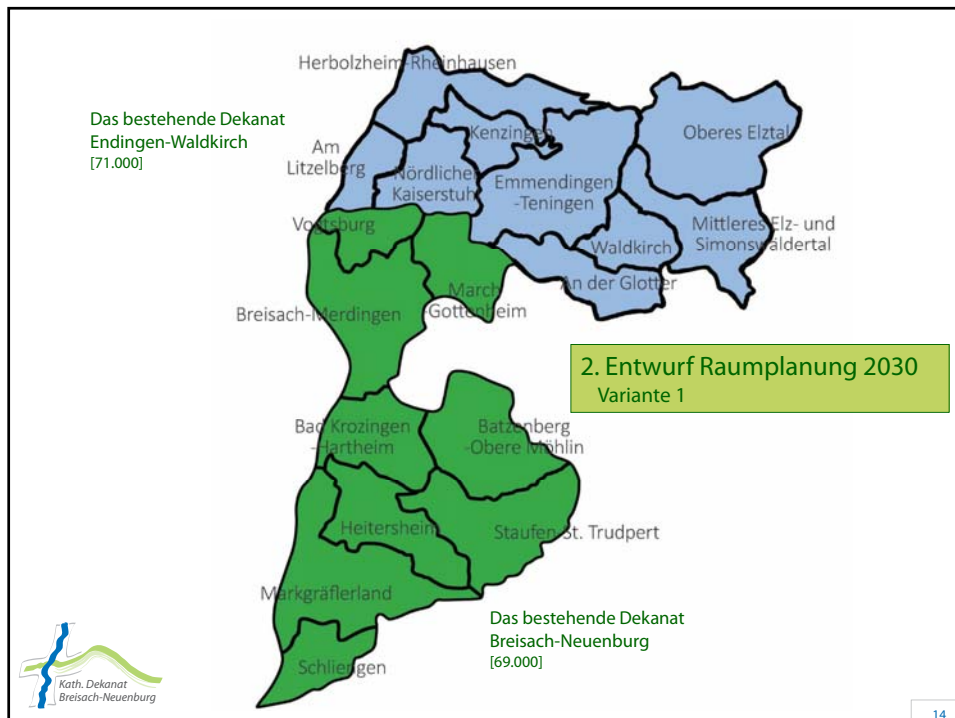 Herbolzheim-Rheinhausen
Das bestehende Dekanat
Endingen-Waldkirch
[71.000]
Kenzingen
Oberes Elztal
Am
Litzelberg
Nördlicher
Kaiserstuhl
Emmendingen
-Teningen
Vogtsburg
Waldkirch
Mittleres Elz- und
Simonswäldertal
An der Glotter
March
-Gottenheim
Breisach-Merdingen
2. Entwurf Raumplanung 2030
Variante 1
Bad Krozingen
-Hartheim
Batzenberg
-Obere Möhlin
Heitersheim
Staufen-St. Trudpert
Markgräflerland
Das bestehende Dekanat
Breisach-Neuenburg
[69.000]
Schliengen
Kath. Dekanat
Breisach-Neuenburg
14